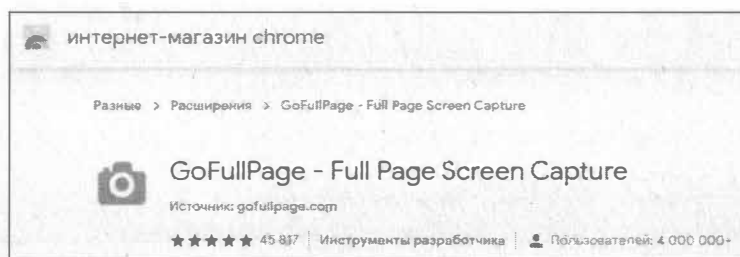 интернет-магазин chrome
Разные > Расширения > GoFullPage - Full Page Screen Capture
GoFullPage - Full Page Screen Capture
Источник: gofullpage.com
★★★★★ 45 817 | Инструменты разработчика | Пользователей: 4 000 000+